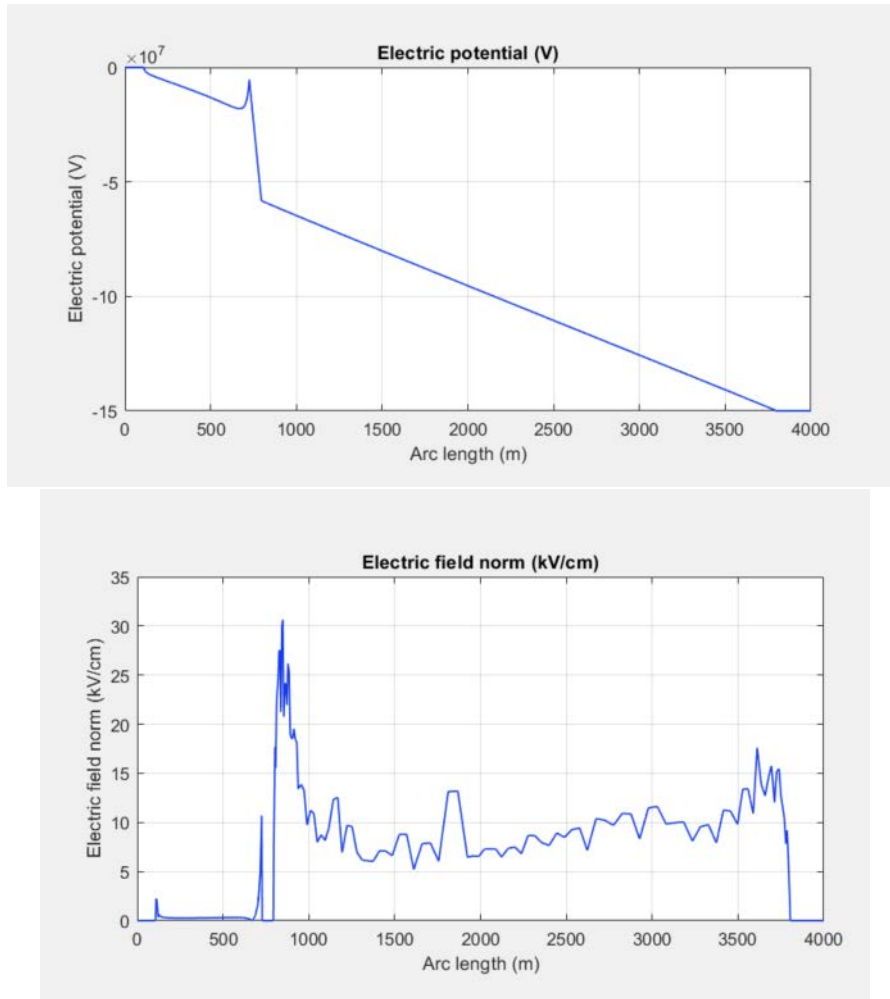 Electric potential (V)
×10⁷
0
-5
-10
-15
Electric potential (V)
0 500 1000 1500 2000 2500 3000 3500 4000
Arc length (m)
Electric field norm (kV/cm)
35
30
25
20
15
10
5
0
Electric field norm (kV/cm)
0 500 1000 1500 2000 2500 3000 3500 4000
Arc length (m)